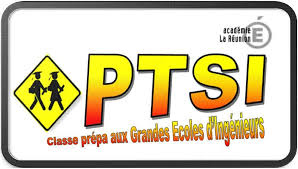 académie
La Réunion
PTSI
Classe prépa aux Grandes Ecoles d'Ingénieurs